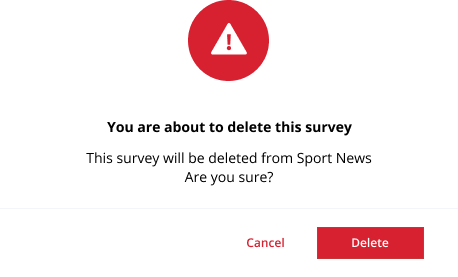 You are about to delete this survey
This survey will be deleted from Sport News
Are you sure?
Cancel
Delete